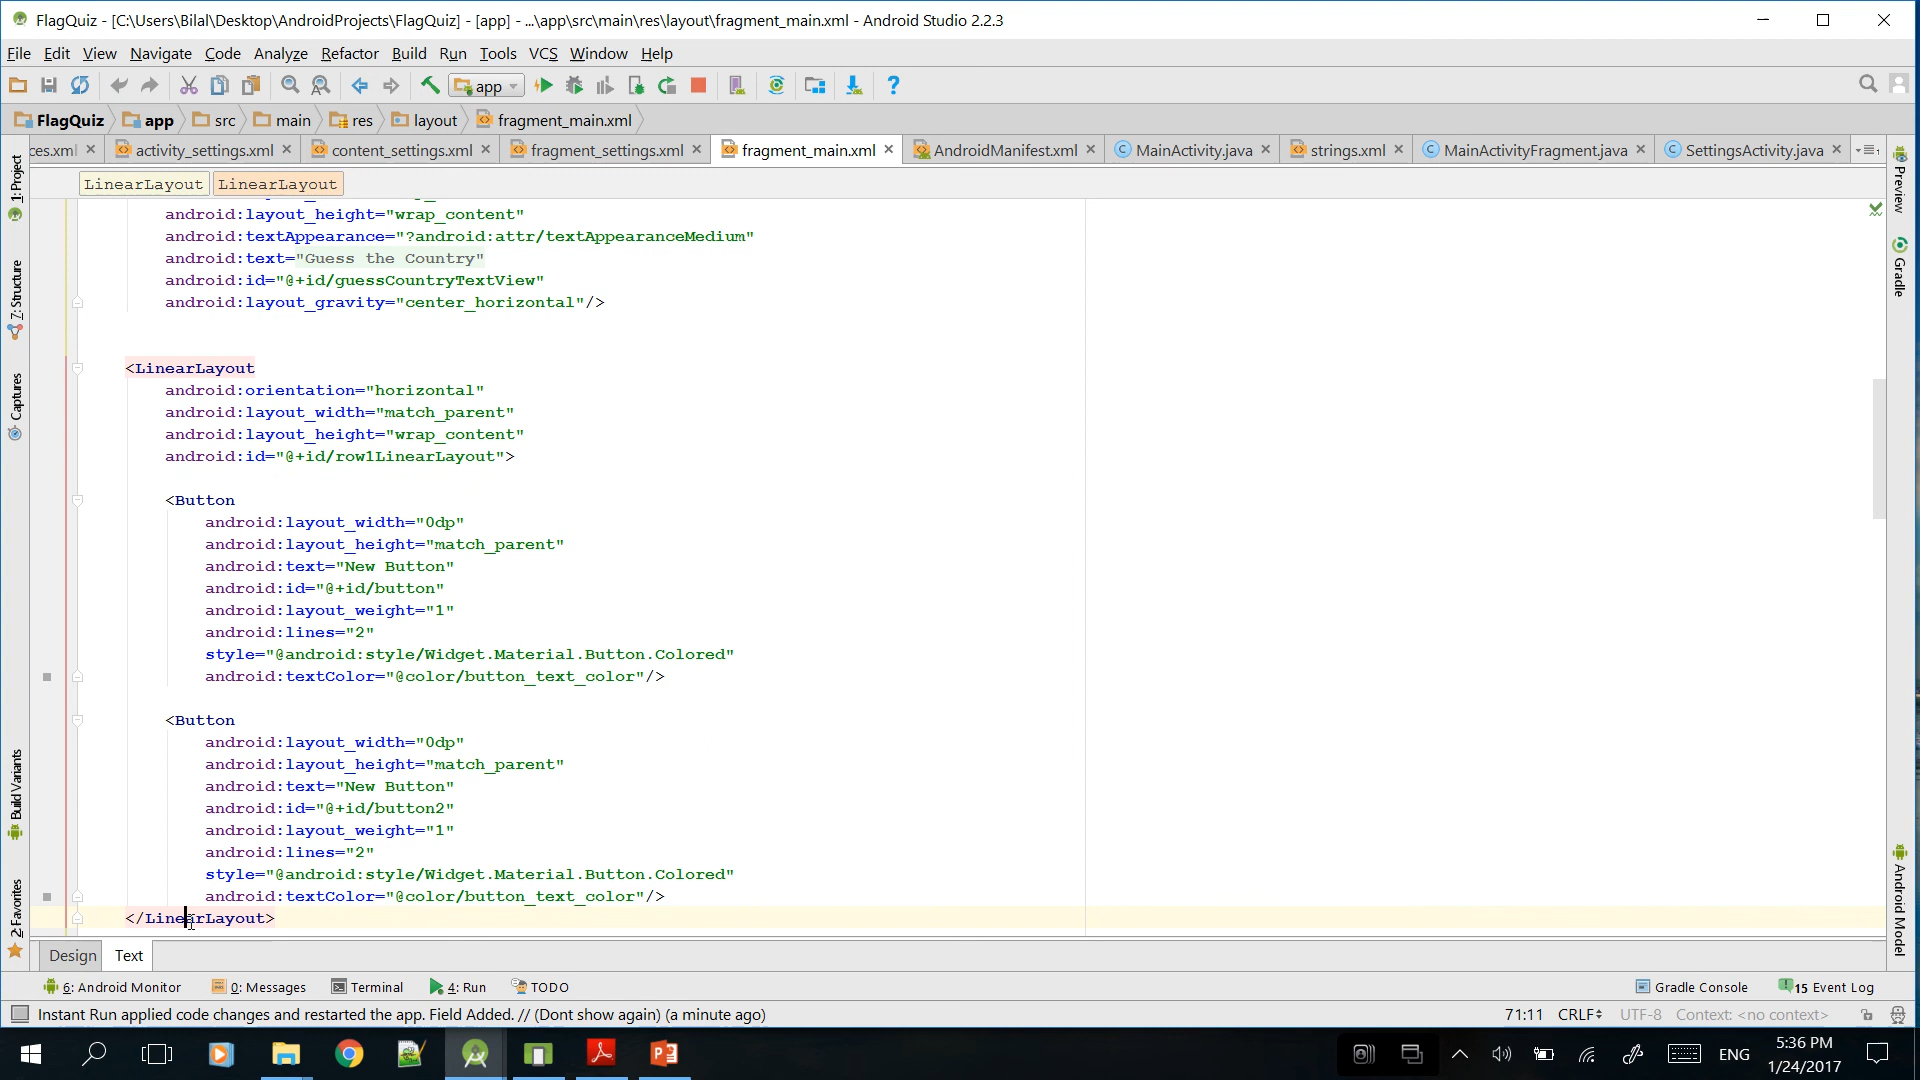 FlagQuiz - [C:\Users\Bilal\Desktop\AndroidProjects\FlagQuiz] - [app] - ...\app\src\main\res\layout\fragment_main.xml - Android Studio 2.2.3
File Edit View Navigate Code Analyze Refactor Build Run Tools VCS Window Help
app
FlagQuiz app src main res layout fragment_main.xml
ces.xml activity_settings.xml content_settings.xml fragment_settings.xml fragment_main.xml AndroidManifest.xml MainActivity.java strings.xml MainActivityFragment.java SettingsActivity.java
LinearLayout LinearLayout
android:layout_height="wrap_content"
android:textAppearance="?android:attr/textAppearanceMedium"
android:text="Guess the Country"
android:id="@+id/guessCountryTextView"
android:layout_gravity="center_horizontal"/>
<LinearLayout
android:orientation="horizontal"
android:layout_width="match_parent"
android:layout_height="wrap_content"
android:id="@+id/row1LinearLayout">
<Button
android:layout_width="0dp"
android:layout_height="match_parent"
android:text="New Button"
android:id="@+id/button"
android:layout_weight="1"
android:lines="2"
style="@android:style/Widget.Material.Button.Colored"
android:textColor="@color/button_text_color"/>
<Button
android:layout_width="0dp"
android:layout_height="match_parent"
android:text="New Button"
android:id="@+id/button2"
android:layout_weight="1"
android:lines="2"
style="@android:style/Widget.Material.Button.Colored"
android:textColor="@color/button_text_color"/>
</LinearLayout>
1: Project
7: Structure
Captures
Build Variants
2: Favorites
Preview
Gradle
Android Model
Design Text
6: Android Monitor 0: Messages Terminal 4: Run TODO Gradle Console 15 Event Log
Instant Run applied code changes and restarted the app. Field Added. // (Dont show again) (a minute ago) 71:11 CRLF UTF-8 Context: <no context>
ENG
5:36 PM
1/24/2017